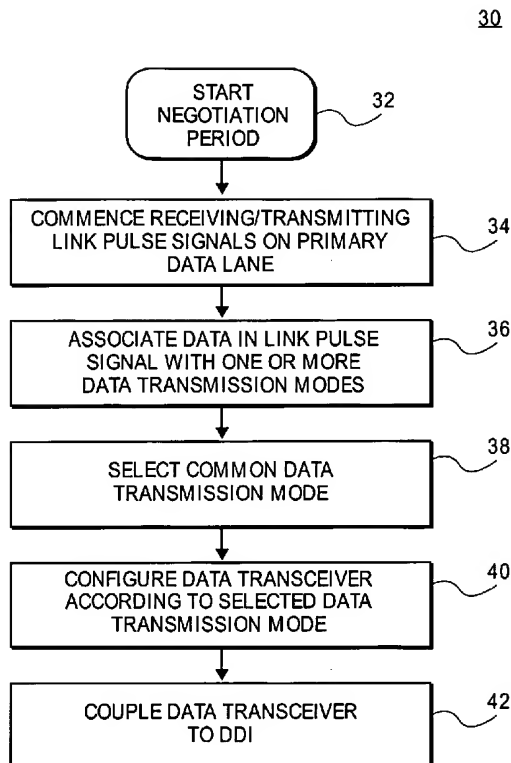 30
START
NEGOTIATION
PERIOD
32
COMMENCE RECEIVING/TRANSMITTING
LINK PULSE SIGNALS ON PRIMARY
DATA LANE
34
ASSOCIATE DATA IN LINK PULSE
SIGNAL WITH ONE OR MORE
DATA TRANSMISSION MODES
36
SELECT COMMON DATA
TRANSMISSION MODE
38
CONFIGURE DATA TRANSCEIVER
ACCORDING TO SELECTED DATA
TRANSMISSION MODE
40
COUPLE DATA TRANSCEIVER
TO DDI
42